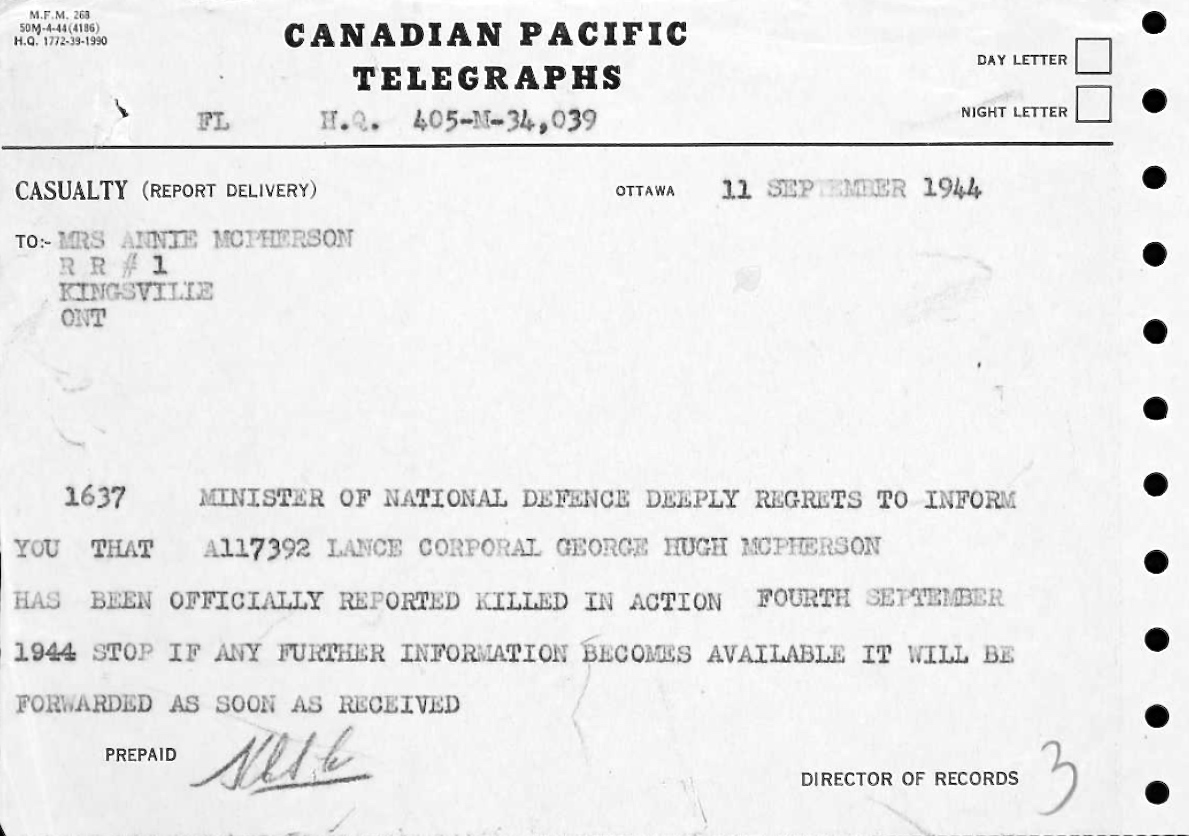 M.F.M. 268
50M-4-44(4186)
H.Q. 1772-39-1990
CANADIAN PACIFIC
TELEGRAPHS
DAY LETTER
NIGHT LETTER
FL H.Q. 405-M-34,039
CASUALTY (REPORT DELIVERY) OTTAWA 11 SEPTEMBER 1944
TO:- MRS ANNIE MCPHERSON
R R # 1
KINGSVILLE
ONT
1637 MINISTER OF NATIONAL DEFENCE DEEPLY REGRETS TO INFORM
YOU THAT A117392 LANCE CORPORAL GEORGE HUGH MCPHERSON
HAS BEEN OFFICIALLY REPORTED KILLED IN ACTION FOURTH SEPTEMBER
1944 STOP IF ANY FURTHER INFORMATION BECOMES AVAILABLE IT WILL BE
FORWARDED AS SOON AS RECEIVED
PREPAID
DIRECTOR OF RECORDS 3